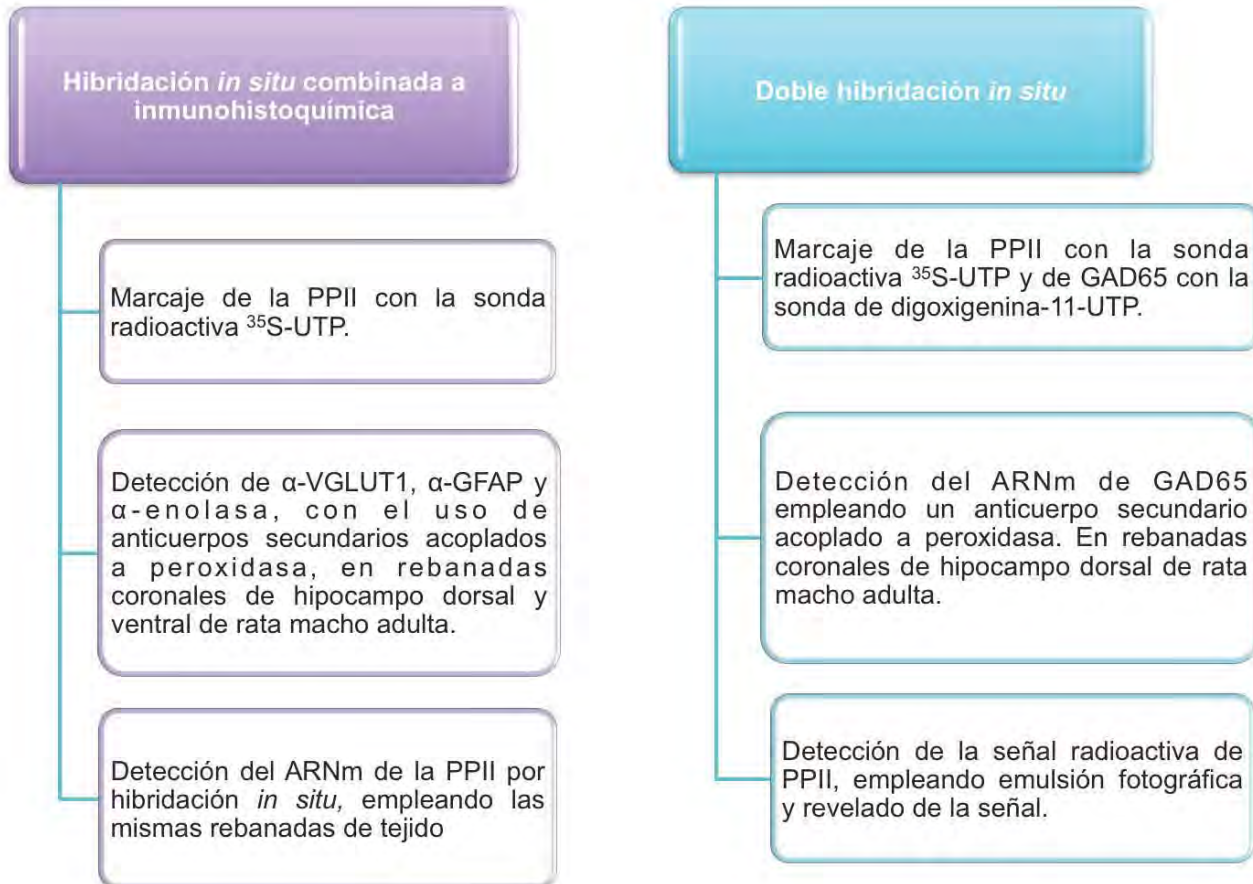 Hibridación in situ combinada a
inmunohistoquímica
Marcaje de la PPII con la sonda
radioactiva ³⁵S-UTP.
Detección de α-VGLUT1, α-GFAP y
α-enolasa, con el uso de
anticuerpos secundarios acoplados
a peroxidasa, en rebanadas
coronales de hipocampo dorsal y
ventral de rata macho adulta.
Detección del ARNm de la PPII por
hibridación in situ, empleando las
mismas rebanadas de tejido
Doble hibridación in situ
Marcaje de la PPII con la sonda
radioactiva ³⁵S-UTP y de GAD65 con la
sonda de digoxigenina-11-UTP.
Detección del ARNm de GAD65
empleando un anticuerpo secundario
acoplado a peroxidasa. En rebanadas
coronales de hipocampo dorsal de rata
macho adulta.
Detección de la señal radioactiva de
PPII, empleando emulsión fotográfica
y revelado de la señal.